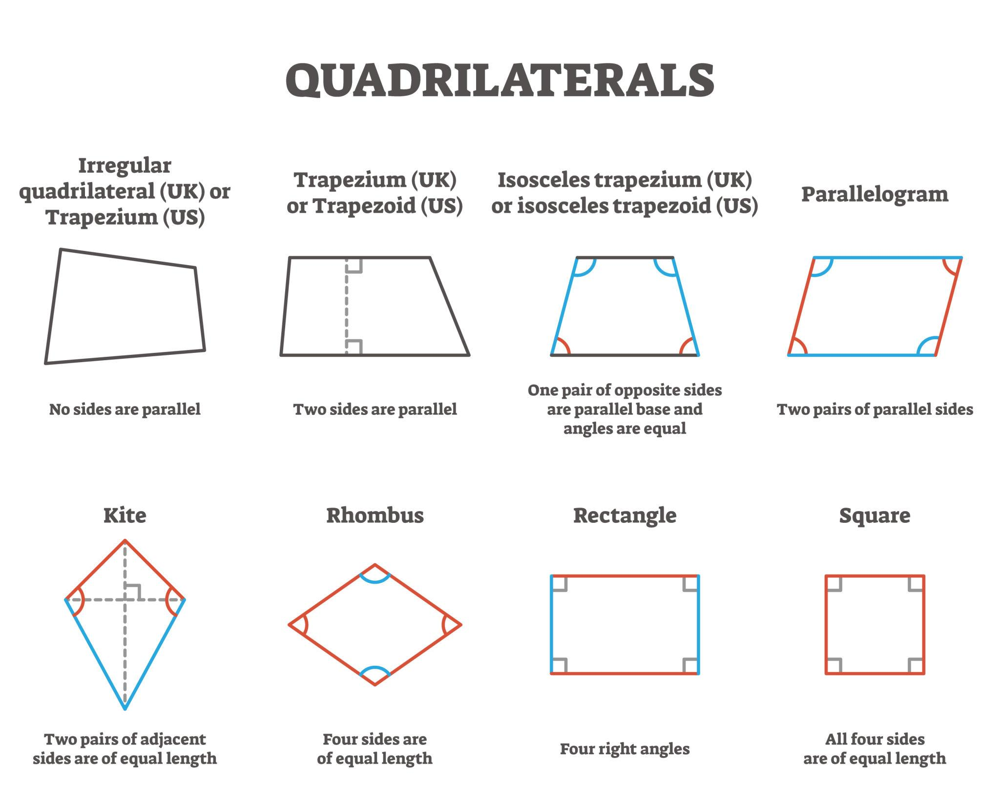 QUADRILATERALS
Irregular
quadrilateral (UK) or
Trapezium (US)
Trapezium (UK)
or Trapezoid (US)
Isosceles trapezium (UK)
or isosceles trapezoid (US)
Parallelogram
No sides are parallel
Two sides are parallel
One pair of opposite sides
are parallel base and
angles are equal
Two pairs of parallel sides
Kite
Rhombus
Rectangle
Square
Two pairs of adjacent
sides are of equal length
Four sides are
of equal length
Four right angles
All four sides
are of equal length